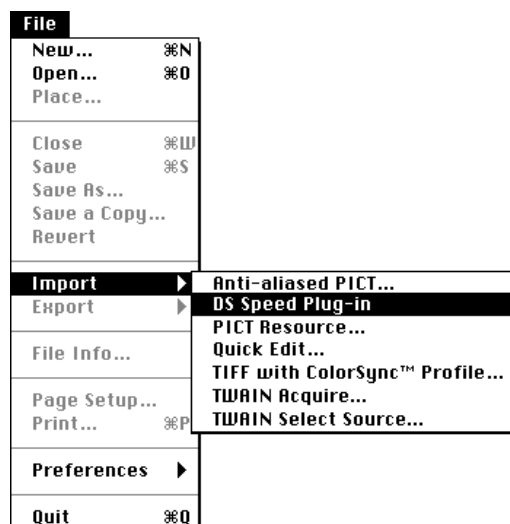 File
New... ⌘N
Open... ⌘O
Place...
Close ⌘W
Save ⌘S
Save As...
Save a Copy...
Revert
Import ▶
Export ▶
File Info...
Page Setup...
Print... ⌘P
Preferences ▶
Quit ⌘Q
Anti-aliased PICT...
DS Speed Plug-in
PICT Resource...
Quick Edit...
TIFF with ColorSync™ Profile...
TWAIN Acquire...
TWAIN Select Source...